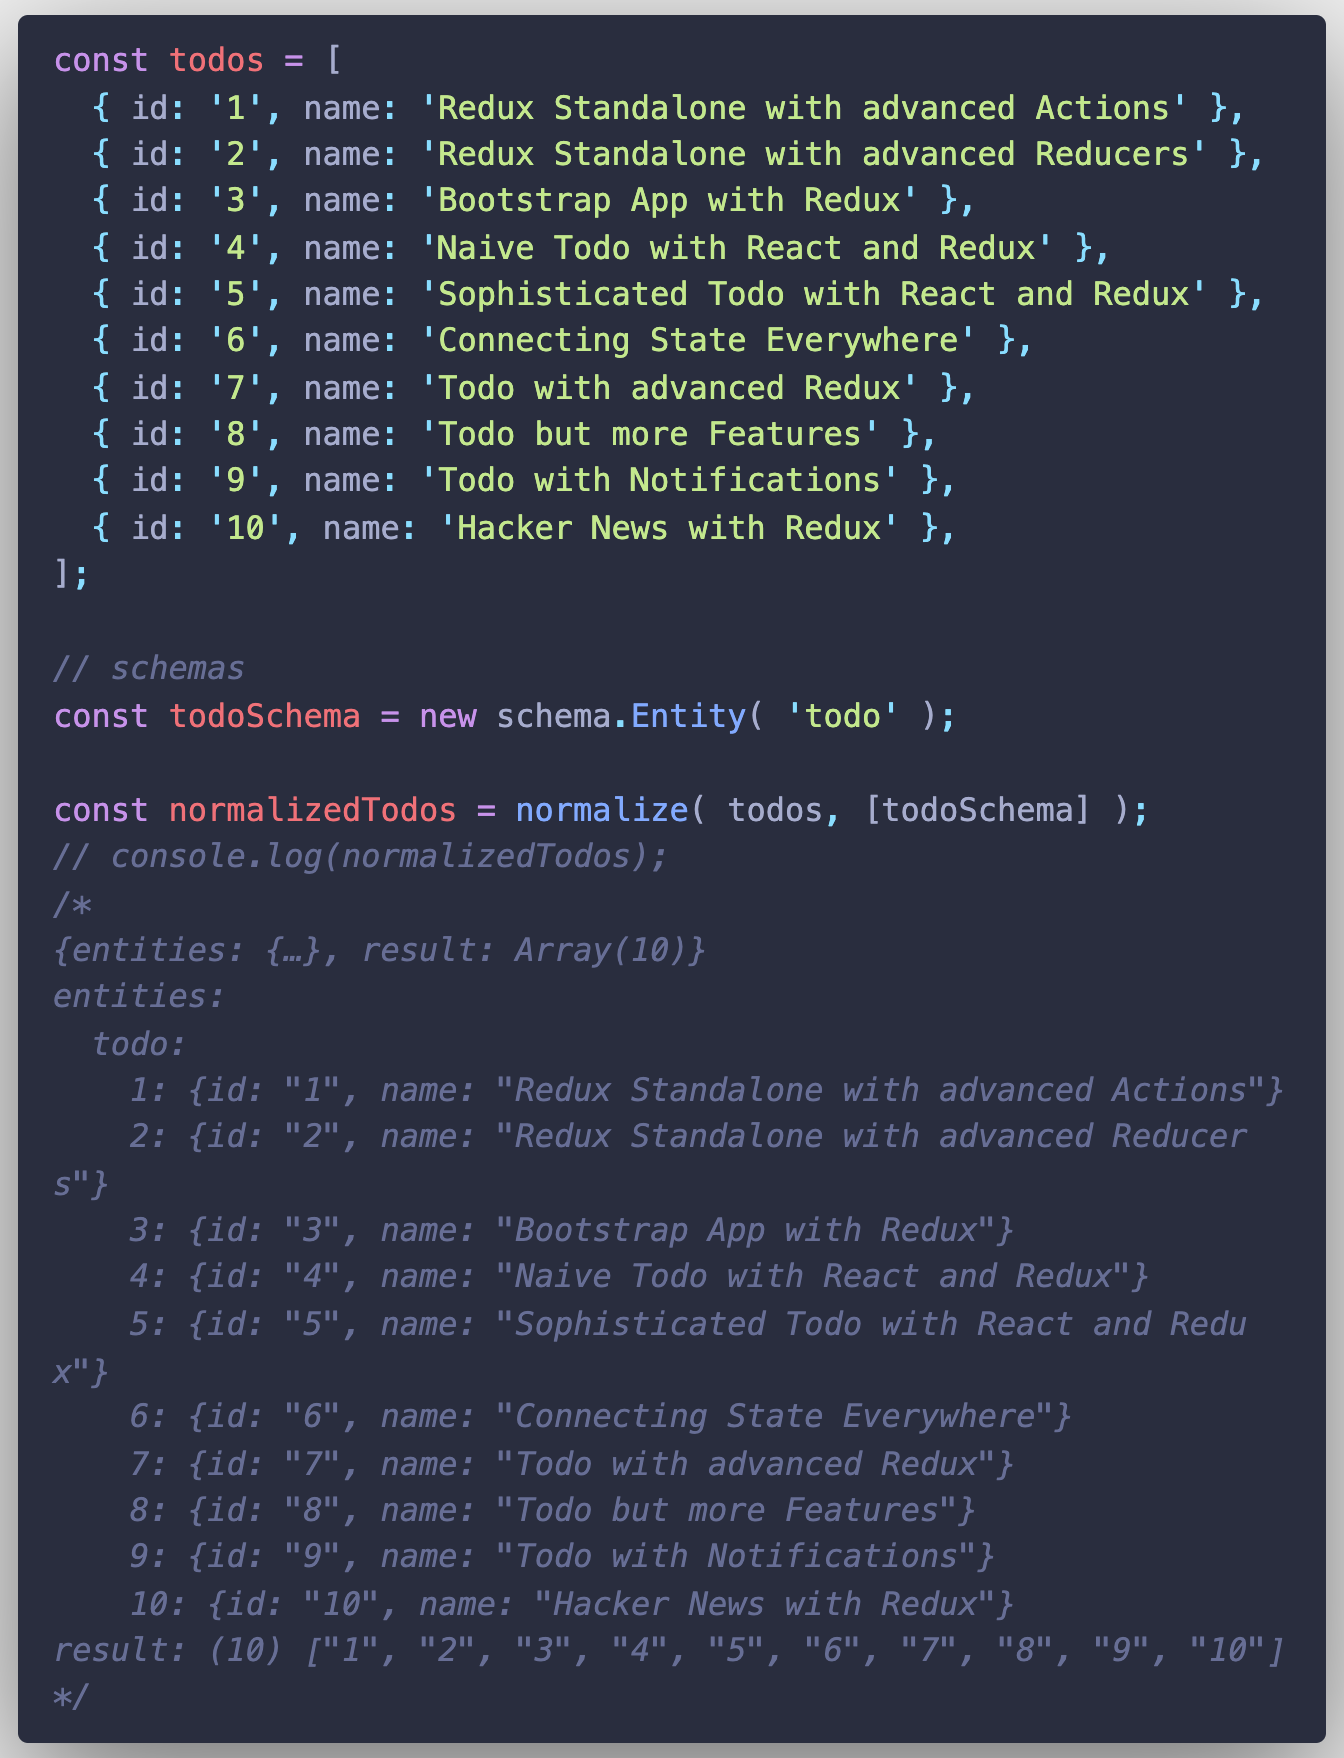 const todos = [
  { id: '1', name: 'Redux Standalone with advanced Actions' },
  { id: '2', name: 'Redux Standalone with advanced Reducers' },
  { id: '3', name: 'Bootstrap App with Redux' },
  { id: '4', name: 'Naive Todo with React and Redux' },
  { id: '5', name: 'Sophisticated Todo with React and Redux' },
  { id: '6', name: 'Connecting State Everywhere' },
  { id: '7', name: 'Todo with advanced Redux' },
  { id: '8', name: 'Todo but more Features' },
  { id: '9', name: 'Todo with Notifications' },
  { id: '10', name: 'Hacker News with Redux' },
];

// schemas
const todoSchema = new schema.Entity( 'todo' );

const normalizedTodos = normalize( todos, [todoSchema] );
// console.log(normalizedTodos);
/*
{entities: {…}, result: Array(10)}
entities:
  todo:
    1: {id: "1", name: "Redux Standalone with advanced Actions"}
    2: {id: "2", name: "Redux Standalone with advanced Reducer
s"}
    3: {id: "3", name: "Bootstrap App with Redux"}
    4: {id: "4", name: "Naive Todo with React and Redux"}
    5: {id: "5", name: "Sophisticated Todo with React and Redu
x"}
    6: {id: "6", name: "Connecting State Everywhere"}
    7: {id: "7", name: "Todo with advanced Redux"}
    8: {id: "8", name: "Todo but more Features"}
    9: {id: "9", name: "Todo with Notifications"}
    10: {id: "10", name: "Hacker News with Redux"}
result: (10) ["1", "2", "3", "4", "5", "6", "7", "8", "9", "10"]
*/